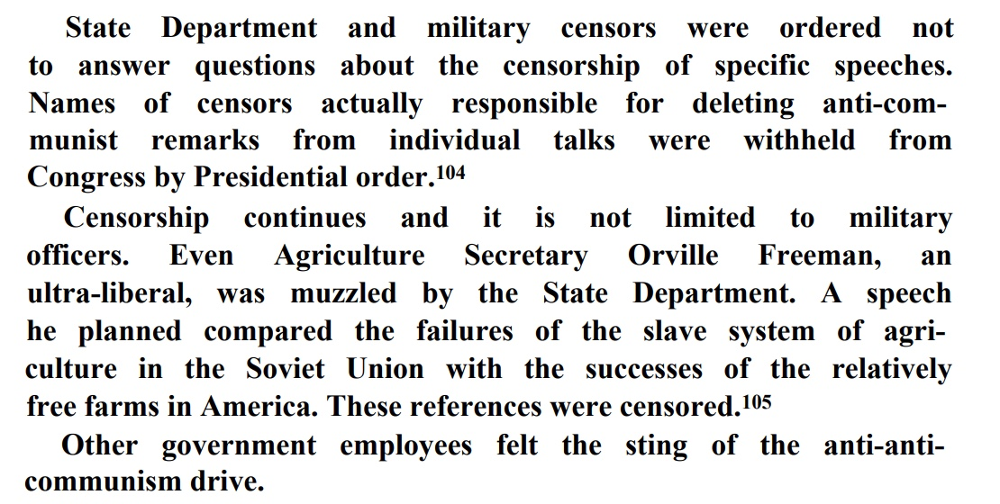 State Department and military censors were ordered not
to answer questions about the censorship of specific speeches.
Names of censors actually responsible for deleting anti-com-
munist remarks from individual talks were withheld from
Congress by Presidential order.104
Censorship continues and it is not limited to military
officers. Even Agriculture Secretary Orville Freeman, an
ultra-liberal, was muzzled by the State Department. A speech
he planned compared the failures of the slave system of agri-
culture in the Soviet Union with the successes of the relatively
free farms in America. These references were censored.105
Other government employees felt the sting of the anti-anti-
communism drive.